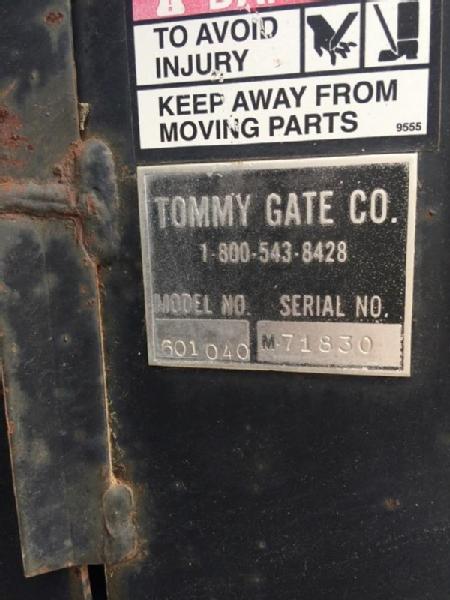 TO AVOID
INJURY
KEEP AWAY FROM
MOVING PARTS
9555
TOMMY GATE CO.
1-800-543-8428
MODEL NO. SERIAL NO.
601040 M-71830